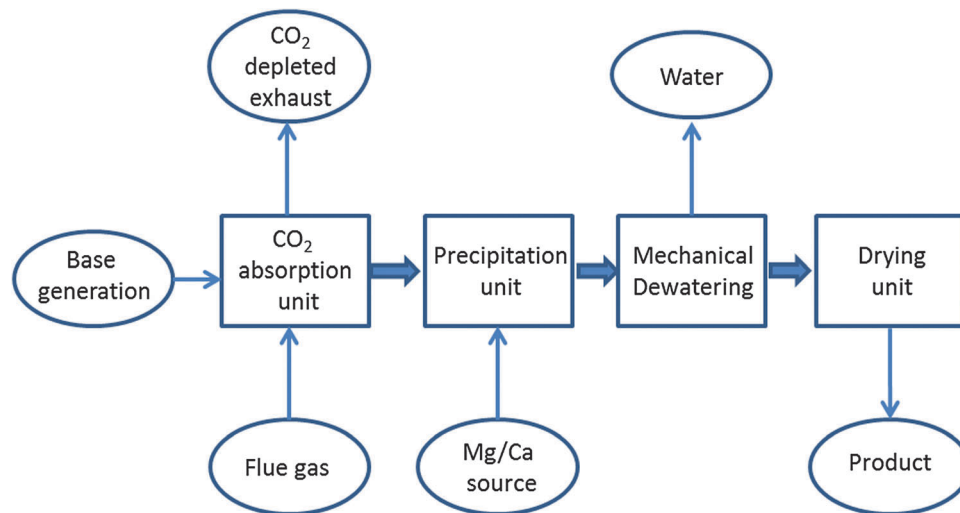 CO₂
depleted
exhaust
Water
Base
generation
CO₂
absorption
unit
Precipitation
unit
Mechanical
Dewatering
Drying
unit
Flue gas
Mg/Ca
source
Product